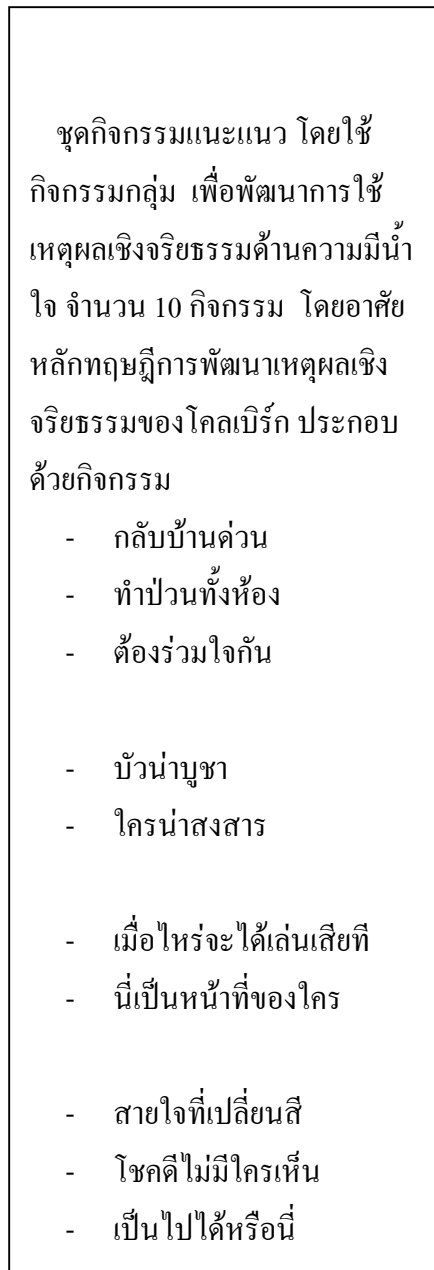 ชุดกิจกรรมแนะแนว โดยใช้
กิจกรรมกลุ่ม เพื่อพัฒนาการใช้
เหตุผลเชิงจริยธรรมด้านความมีน้ำ
ใจ จำนวน 10 กิจกรรม โดยอาศัย
หลักทฤษฎีการพัฒนาเหตุผลเชิง
จริยธรรมของโคลเบิร์ก ประกอบ
ด้วยกิจกรรม
- กลับบ้านด่วน
- ทำป่วนทั้งห้อง
- ต้องร่วมใจกัน
- บัวน่าบูชา
- ใครน่าสงสาร
- เมื่อไหร่จะได้เล่นเสียที
- นี่เป็นหน้าที่ของใคร
- สายใจที่เปลี่ยนสี
- โชคดีไม่มีใครเห็น
- เป็นไปได้หรือนี่